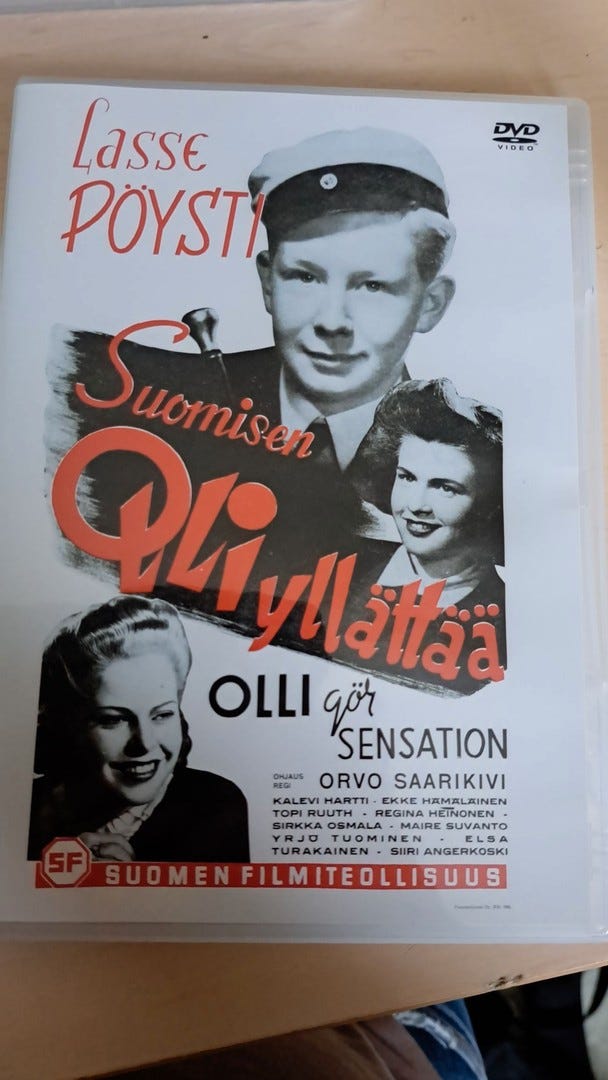 Lasse
PÖYSTI
DVD
VIDEO
Suomisen
Olli yllättää
OLLI gör
SENSATION
OHJAUS
REGI
ORVO SAARIKIVI
KALEVI HARTTI - EKKE HÄMÄLÄINEN
TOPI RUUTH - REGINA HEINONEN -
SIRKKA OSMALA - MAIRE SUVANTO
YRJÖ TUOMINEN - ELSA
TURAKAINEN - SIIRI ANGERKOSKI
SF SUOMEN FILMITEOLLISUUS